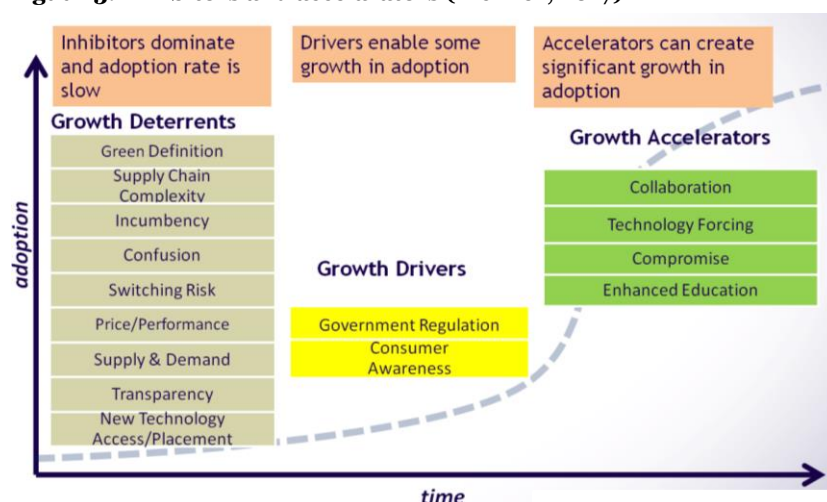 Inhibitors dominate
and adoption rate is
slow
Drivers enable some
growth in adoption
Accelerators can create
significant growth in
adoption
Growth Deterrents
Green Definition
Supply Chain
Complexity
Incumbency
Confusion
Switching Risk
Price/Performance
Supply & Demand
Transparency
New Technology
Access/Placement
Growth Drivers
Government Regulation
Consumer
Awareness
Growth Accelerators
Collaboration
Technology Forcing
Compromise
Enhanced Education
adoption
time